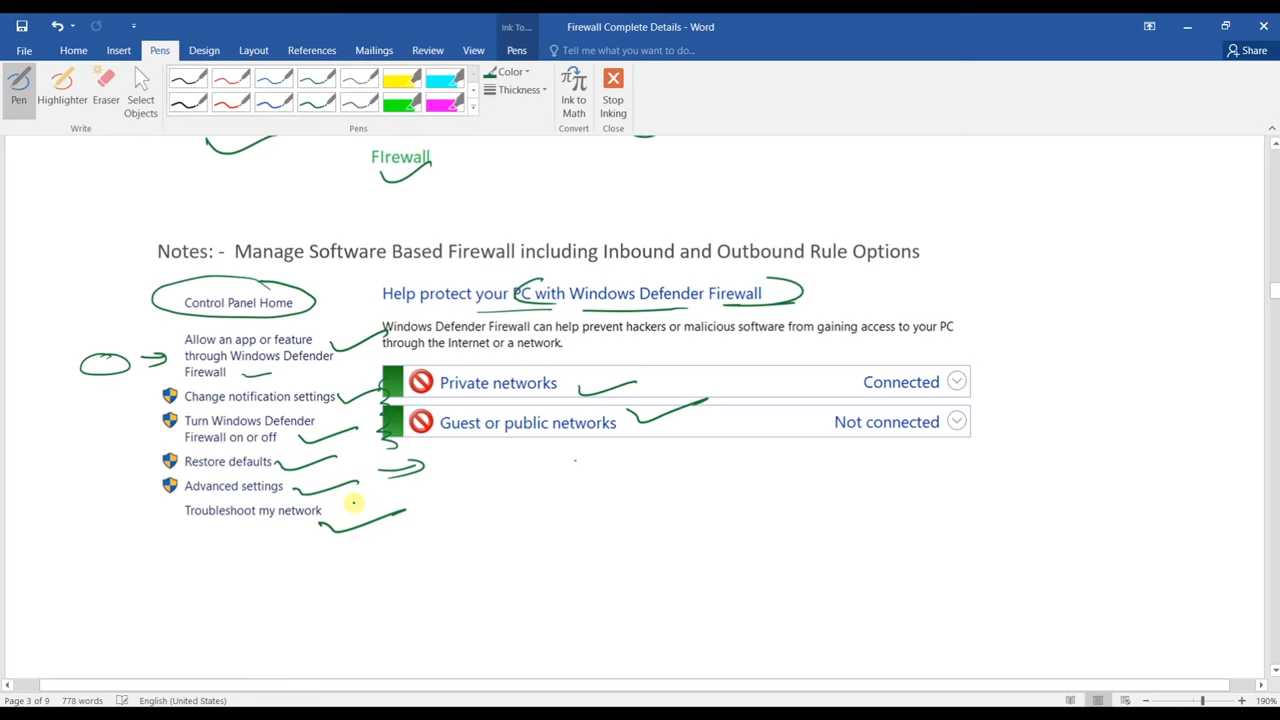 Ink To...
Firewall Complete Details - Word
File
Home
Insert
Pens
Design
Layout
References
Mailings
Review
View
Pens
Tell me what you want to do...
Share
Pen
Highlighter
Eraser
Select
Objects
Color
Thickness
Ink to
Math
Stop
Inking
Write
Pens
Convert
Close
FIrewall
Notes: -  Manage Software Based Firewall including Inbound and Outbound Rule Options
Control Panel Home
Allow an app or feature
through Windows Defender
Firewall
Change notification settings
Turn Windows Defender
Firewall on or off
Restore defaults
Advanced settings
Troubleshoot my network
Help protect your PC with Windows Defender Firewall
Windows Defender Firewall can help prevent hackers or malicious software from gaining access to your PC
through the Internet or a network.
Private networks
Connected
Guest or public networks
Not connected
Page 3 of 9
778 words
English (United States)
190%